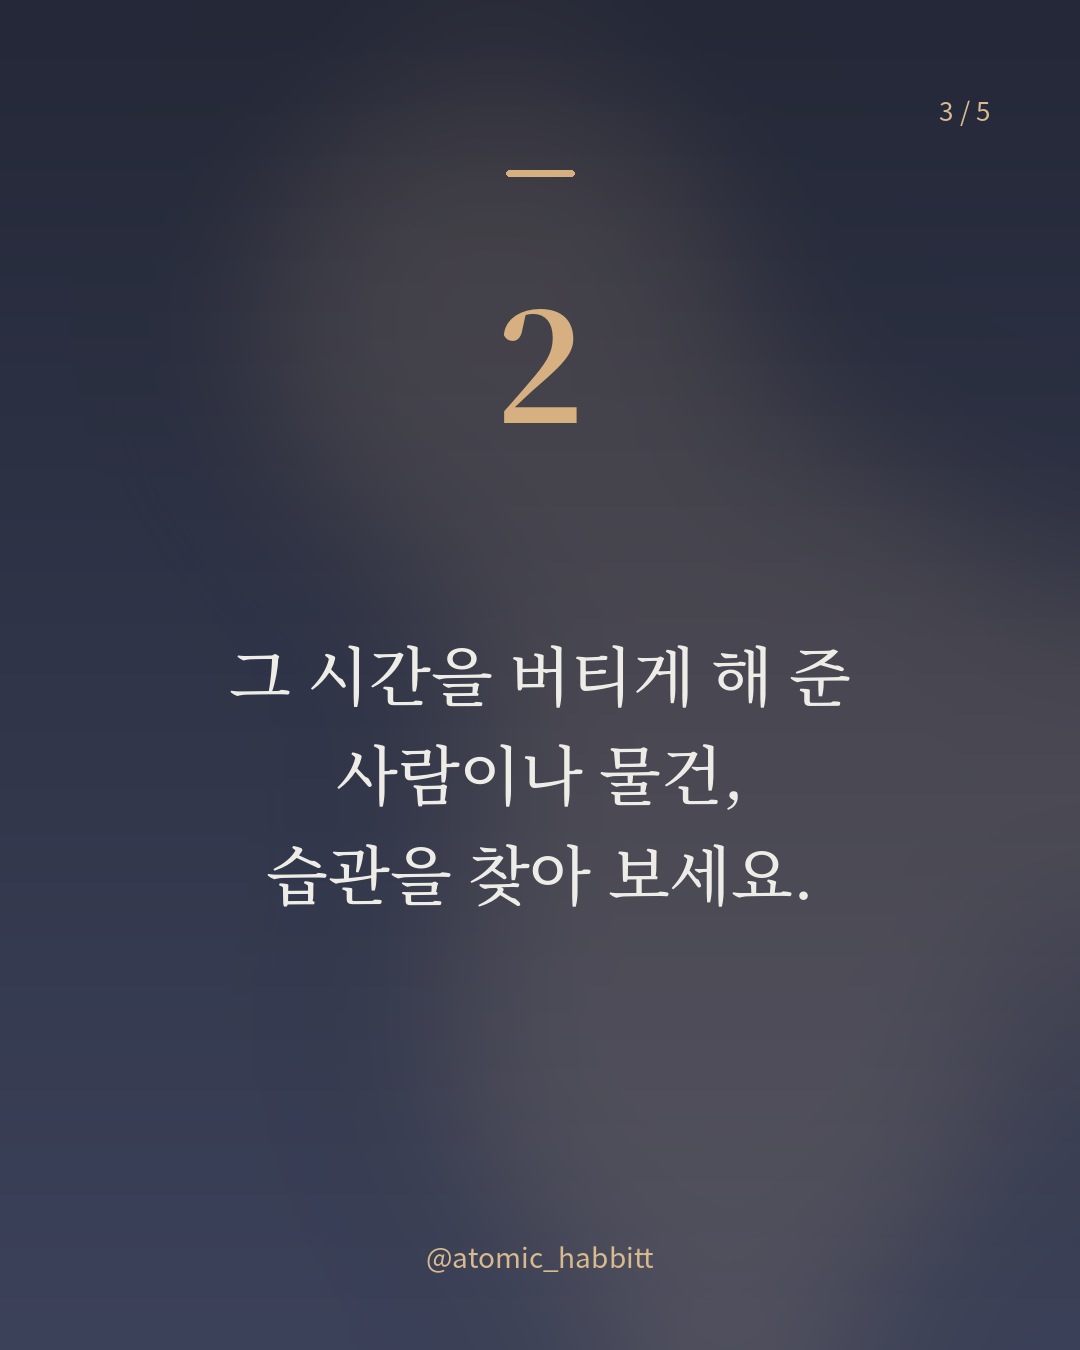 3 / 5
2
그 시간을 버티게 해 준
사람이나 물건,
습관을 찾아 보세요.
@atomic_habbitt